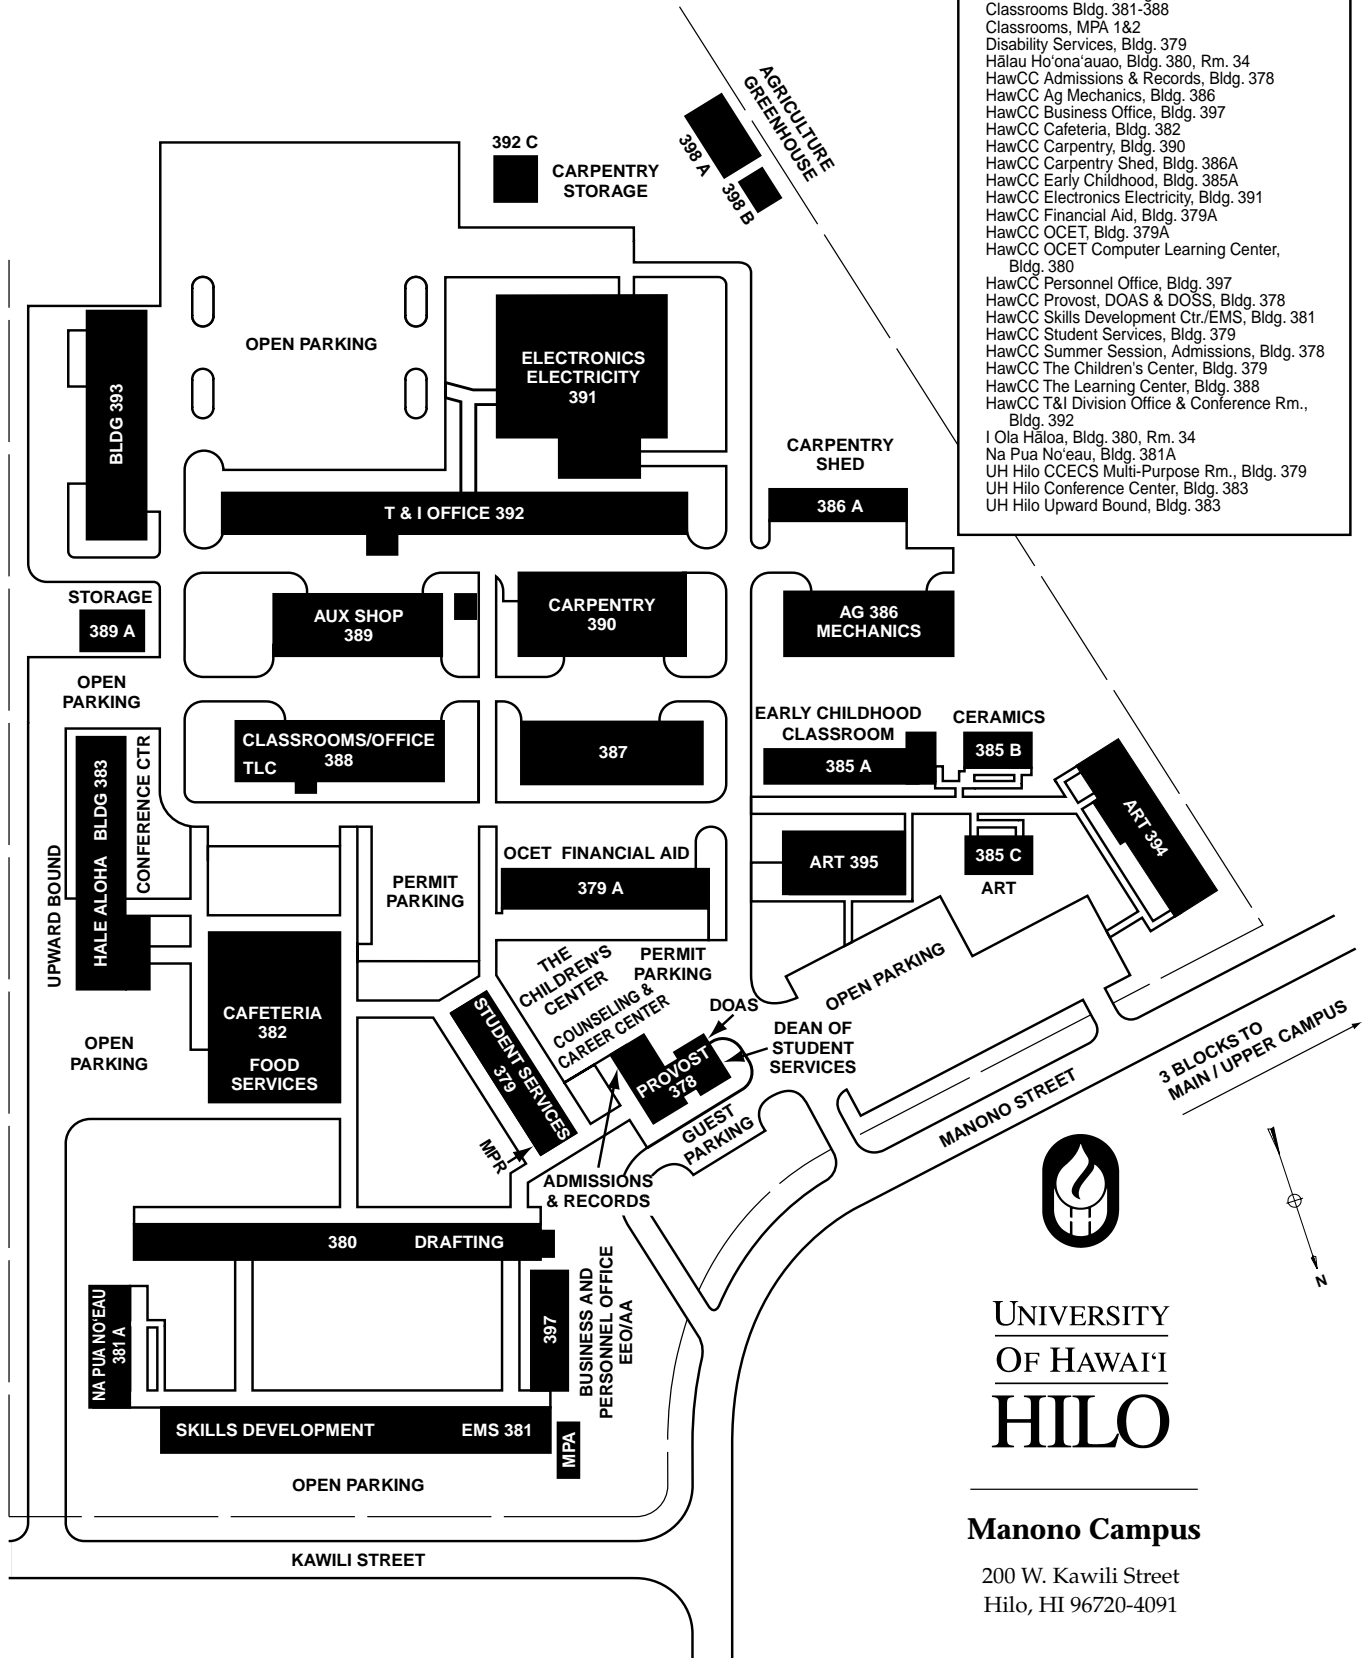 Classrooms Bldg. 381-388
Classrooms, MPA 1&2
Disability Services, Bldg. 379
Hālau Hoʻonaʻauao, Bldg. 380, Rm. 34
HawCC Admissions & Records, Bldg. 378
HawCC Ag Mechanics, Bldg. 386
HawCC Business Office, Bldg. 397
HawCC Cafeteria, Bldg. 382
HawCC Carpentry, Bldg. 390
HawCC Carpentry Shed, Bldg. 386A
HawCC Early Childhood, Bldg. 385A
HawCC Electronics Electricity, Bldg. 391
HawCC Financial Aid, Bldg. 379A
HawCC OCET, Bldg. 379A
HawCC OCET Computer Learning Center,
Bldg. 380
HawCC Personnel Office, Bldg. 397
HawCC Provost, DOAS & DOSS, Bldg. 378
HawCC Skills Development Ctr./EMS, Bldg. 381
HawCC Student Services, Bldg. 379
HawCC Summer Session, Admissions, Bldg. 378
HawCC The Children's Center, Bldg. 379
HawCC The Learning Center, Bldg. 388
HawCC T&I Division Office & Conference Rm.,
Bldg. 392
I Ola Hāloa, Bldg. 380, Rm. 34
Na Pua Noʻeau, Bldg. 381A
UH Hilo CCECS Multi-Purpose Rm., Bldg. 379
UH Hilo Conference Center, Bldg. 383
UH Hilo Upward Bound, Bldg. 383
AGRICULTURE
GREENHOUSE
398 A
398 B
392 C
CARPENTRY
STORAGE
OPEN PARKING
BLDG 393
ELECTRONICS
ELECTRICITY
391
CARPENTRY
SHED
386 A
T & I OFFICE 392
STORAGE
389 A
AUX SHOP
389
CARPENTRY
390
AG 386
MECHANICS
OPEN
PARKING
EARLY CHILDHOOD
CLASSROOM
385 A
CERAMICS
385 B
CLASSROOMS/OFFICE
388
TLC
387
UPWARD BOUND
HALE ALOHA BLDG 383
CONFERENCE CTR
ART 394
ART 395
385 C
ART
OCET FINANCIAL AID
379 A
PERMIT
PARKING
PERMIT
PARKING
OPEN PARKING
THE
CHILDREN'S
CENTER
COUNSELING &
CAREER CENTER
DOAS
DEAN OF
STUDENT
SERVICES
CAFETERIA
382
FOOD
SERVICES
OPEN
PARKING
STUDENT SERVICES
379
PROVOST
378
GUEST
PARKING
MPR
ADMISSIONS
& RECORDS
MANONO STREET
3 BLOCKS TO
MAIN / UPPER CAMPUS
380
DRAFTING
NA PUA NOʻEAU
381 A
397
BUSINESS AND
PERSONNEL OFFICE
EEO/AA
SKILLS DEVELOPMENT
EMS 381
MPA
OPEN PARKING
KAWILI STREET
N
UNIVERSITY
OF HAWAIʻI
HILO
Manono Campus
200 W. Kawili Street
Hilo, HI 96720-4091